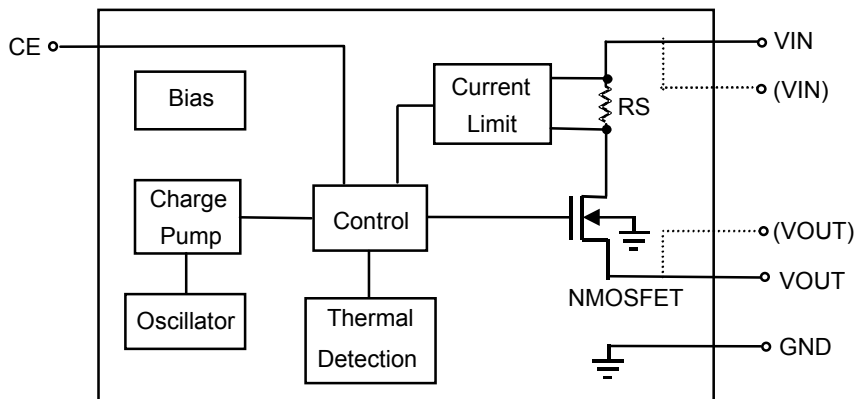 CE
VIN
(VIN)
Bias
Current
Limit
RS
Charge
Pump
Control
(VOUT)
VOUT
NMOSFET
Oscillator
Thermal
Detection
GND